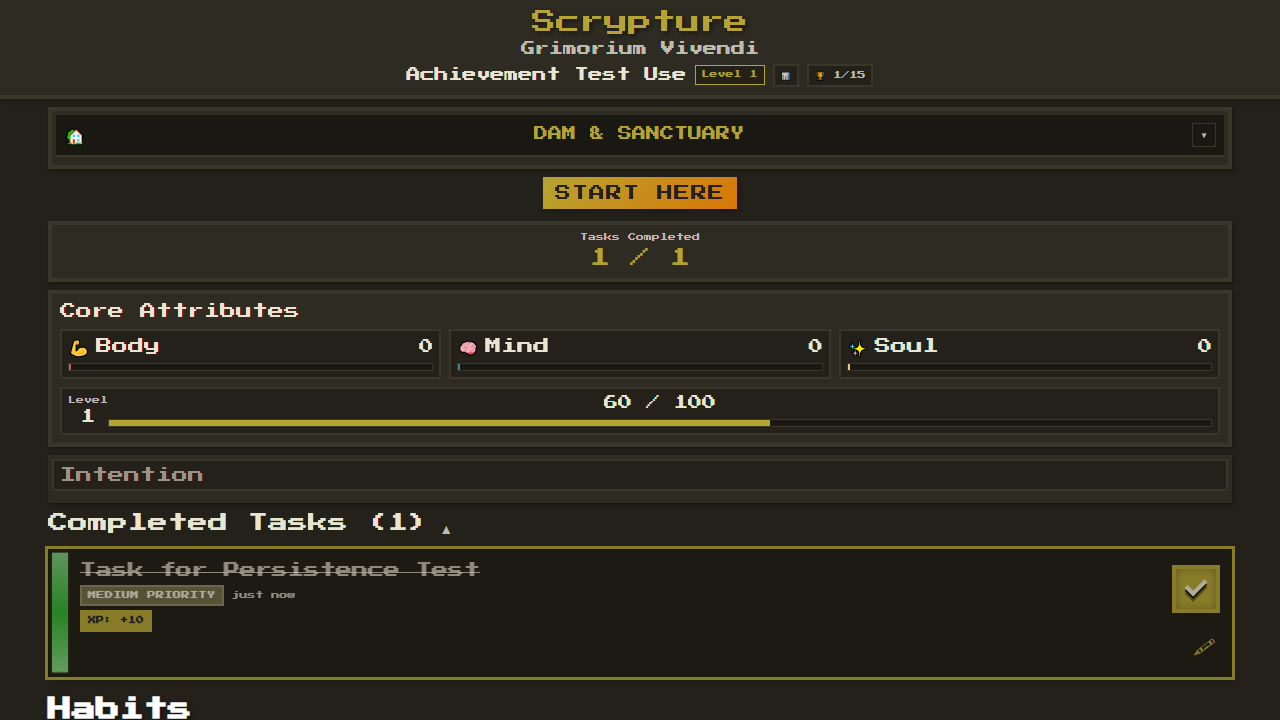 Scrypture
Grimorium Vivendi
Achievement Test Use Level 1 1/15
DAM & SANCTUARY
START HERE
Tasks Completed
1 / 1
Core Attributes
Body 0
Mind 0
Soul 0
Level
1
60 / 100
Intention
Completed Tasks (1)
Task for Persistence Test
MEDIUM PRIORITY just now
XP: +10
Habits